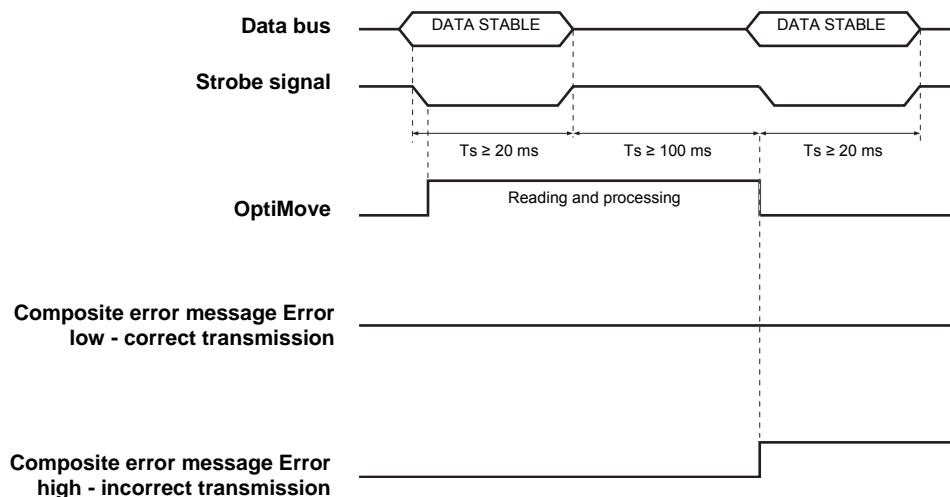 Data bus
DATA STABLE
DATA STABLE
Strobe signal
Ts ≥ 20 ms
Ts ≥ 100 ms
Ts ≥ 20 ms
OptiMove
Reading and processing
Composite error message Error
low - correct transmission
Composite error message Error
high - incorrect transmission